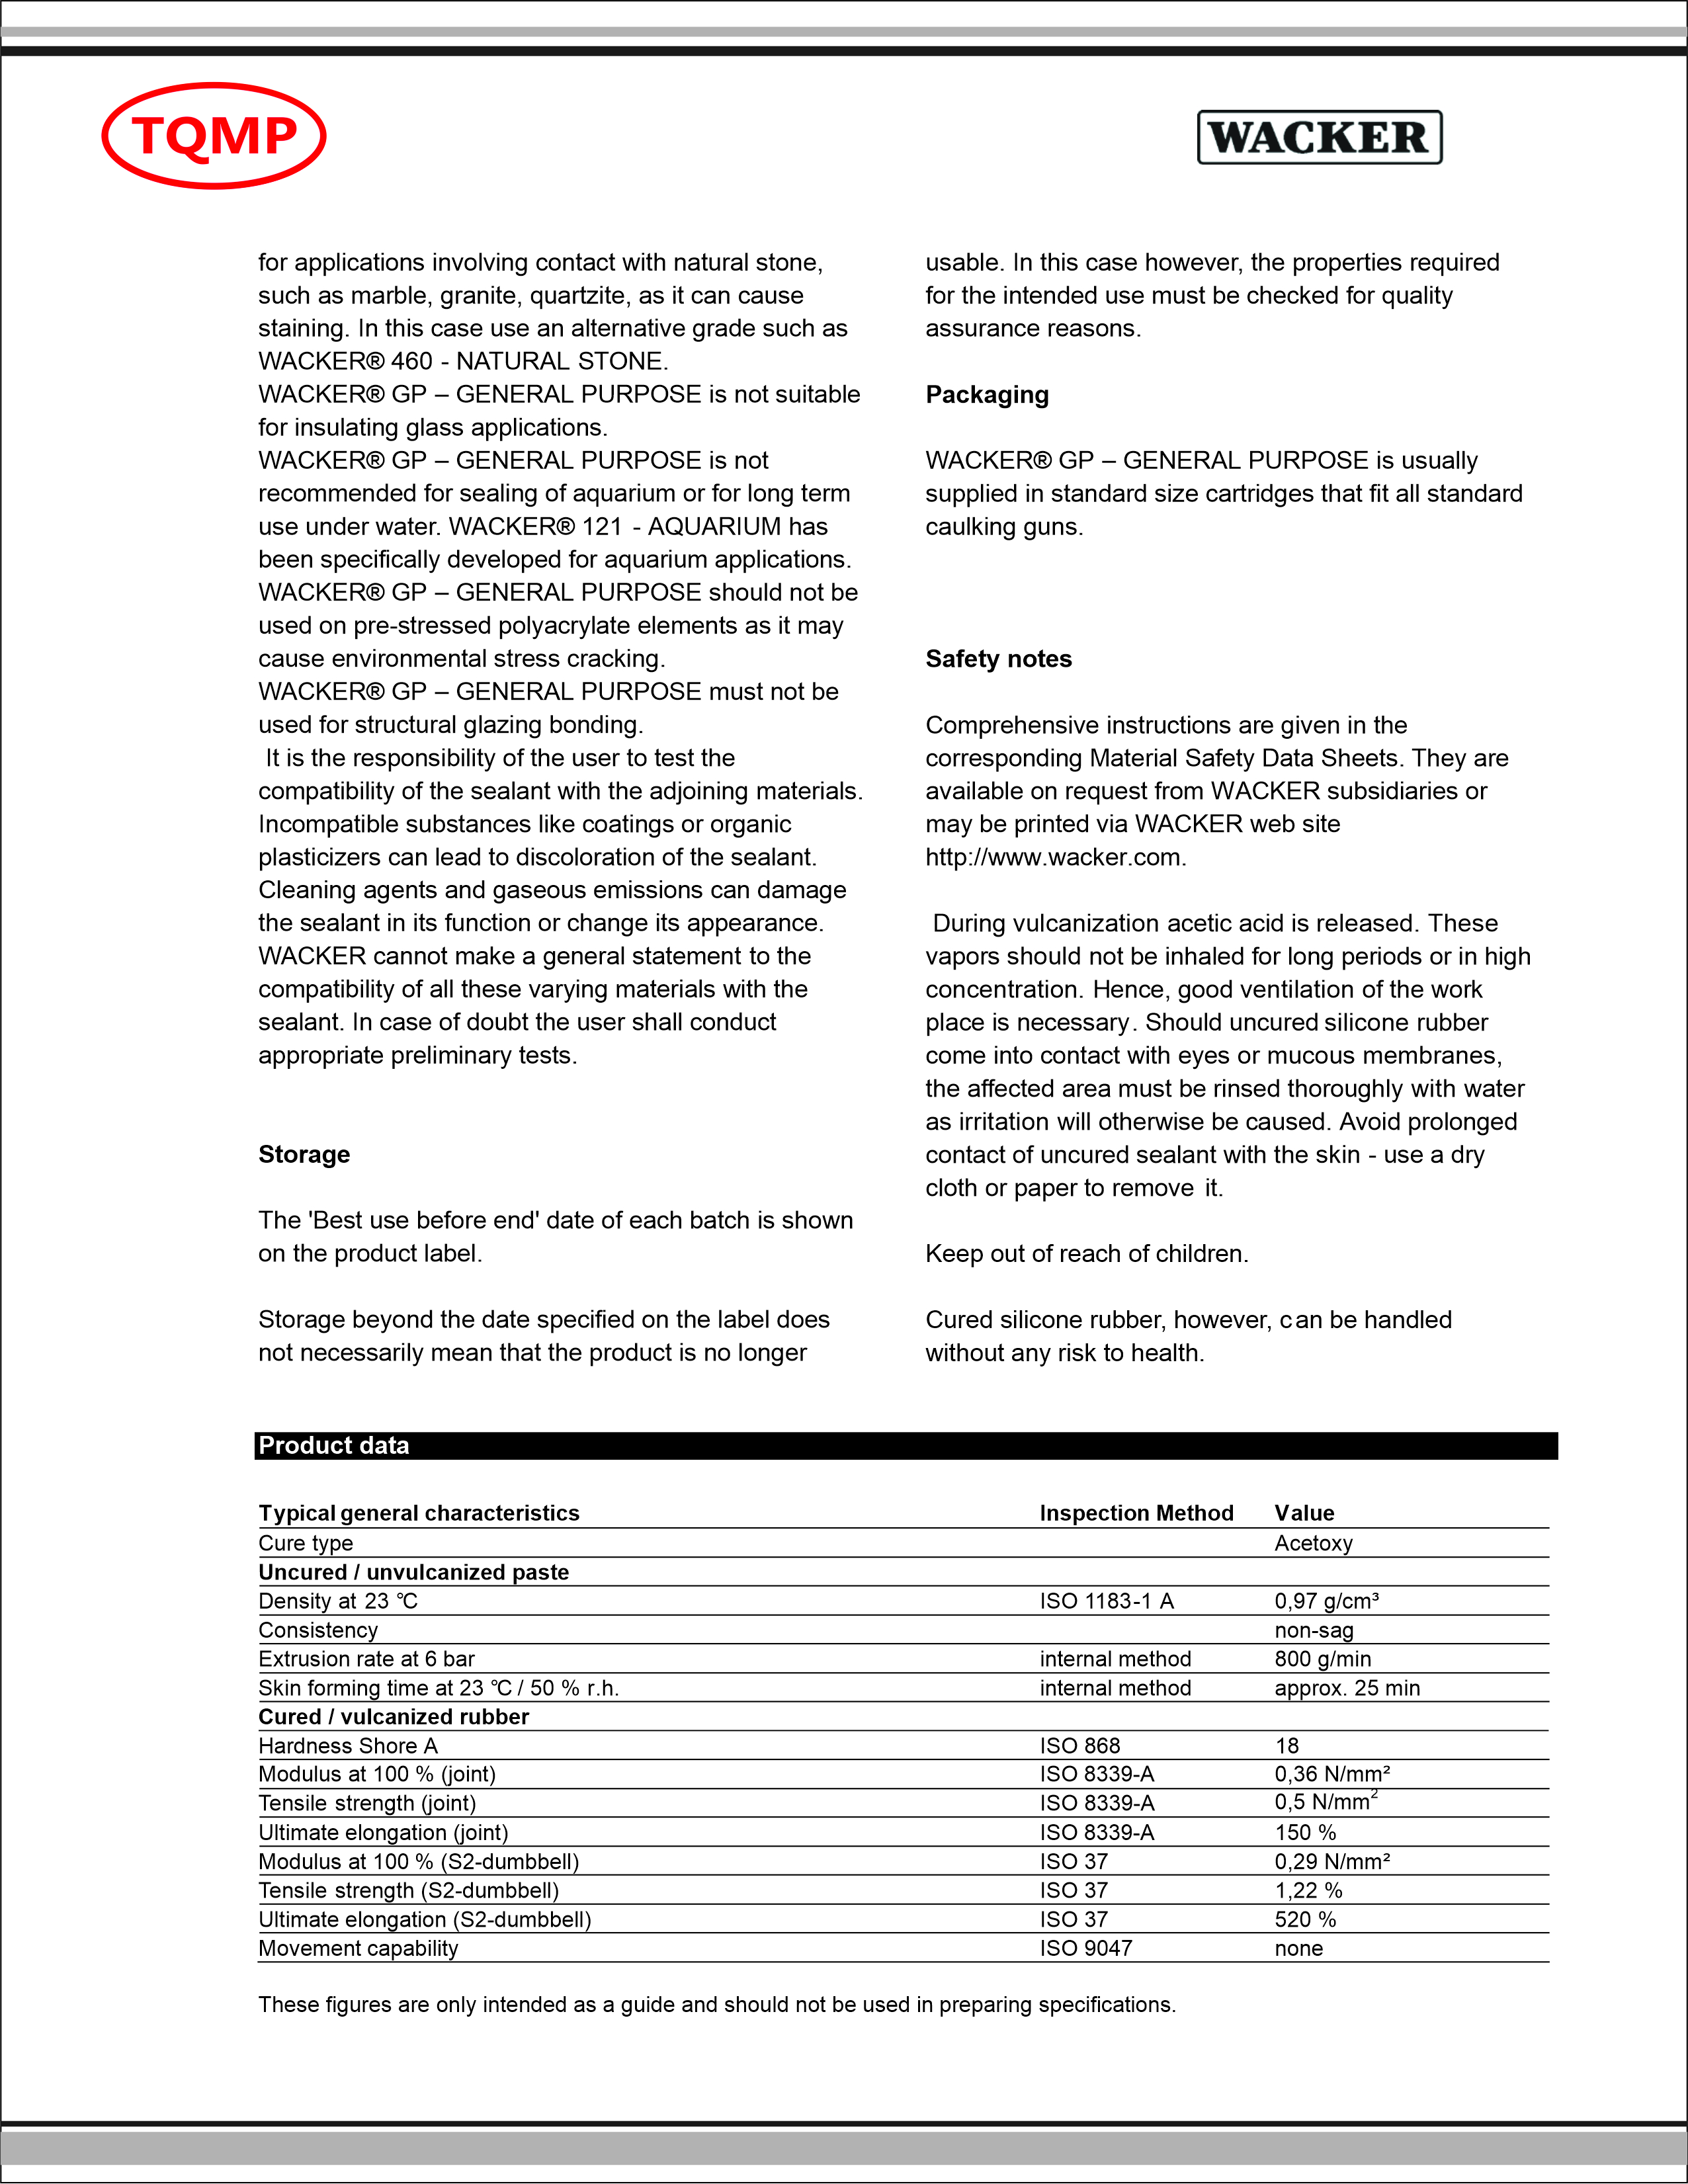 TQMP
WACKER
for applications involving contact with natural stone,
such as marble, granite, quartzite, as it can cause
staining. In this case use an alternative grade such as
WACKER® 460 - NATURAL STONE.
WACKER® GP – GENERAL PURPOSE is not suitable
for insulating glass applications.
WACKER® GP – GENERAL PURPOSE is not
recommended for sealing of aquarium or for long term
use under water. WACKER® 121 - AQUARIUM has
been specifically developed for aquarium applications.
WACKER® GP – GENERAL PURPOSE should not be
used on pre-stressed polyacrylate elements as it may
cause environmental stress cracking.
WACKER® GP – GENERAL PURPOSE must not be
used for structural glazing bonding.
It is the responsibility of the user to test the
compatibility of the sealant with the adjoining materials.
Incompatible substances like coatings or organic
plasticizers can lead to discoloration of the sealant.
Cleaning agents and gaseous emissions can damage
the sealant in its function or change its appearance.
WACKER cannot make a general statement to the
compatibility of all these varying materials with the
sealant. In case of doubt the user shall conduct
appropriate preliminary tests.
Storage
The 'Best use before end' date of each batch is shown
on the product label.
Storage beyond the date specified on the label does
not necessarily mean that the product is no longer
usable. In this case however, the properties required
for the intended use must be checked for quality
assurance reasons.
Packaging
WACKER® GP – GENERAL PURPOSE is usually
supplied in standard size cartridges that fit all standard
caulking guns.
Safety notes
Comprehensive instructions are given in the
corresponding Material Safety Data Sheets. They are
available on request from WACKER subsidiaries or
may be printed via WACKER web site
http://www.wacker.com.
During vulcanization acetic acid is released. These
vapors should not be inhaled for long periods or in high
concentration. Hence, good ventilation of the work
place is necessary. Should uncured silicone rubber
come into contact with eyes or mucous membranes,
the affected area must be rinsed thoroughly with water
as irritation will otherwise be caused. Avoid prolonged
contact of uncured sealant with the skin - use a dry
cloth or paper to remove it.
Keep out of reach of children.
Cured silicone rubber, however, can be handled
without any risk to health.
Product data
Typical general characteristics Inspection Method Value
Cure type Acetoxy
Uncured / unvulcanized paste
Density at 23 °C ISO 1183-1 A 0,97 g/cm³
Consistency non-sag
Extrusion rate at 6 bar internal method 800 g/min
Skin forming time at 23 °C / 50 % r.h. internal method approx. 25 min
Cured / vulcanized rubber
Hardness Shore A ISO 868 18
Modulus at 100 % (joint) ISO 8339-A 0,36 N/mm²
Tensile strength (joint) ISO 8339-A 0,5 N/mm²
Ultimate elongation (joint) ISO 8339-A 150 %
Modulus at 100 % (S2-dumbbell) ISO 37 0,29 N/mm²
Tensile strength (S2-dumbbell) ISO 37 1,22 %
Ultimate elongation (S2-dumbbell) ISO 37 520 %
Movement capability ISO 9047 none
These figures are only intended as a guide and should not be used in preparing specifications.